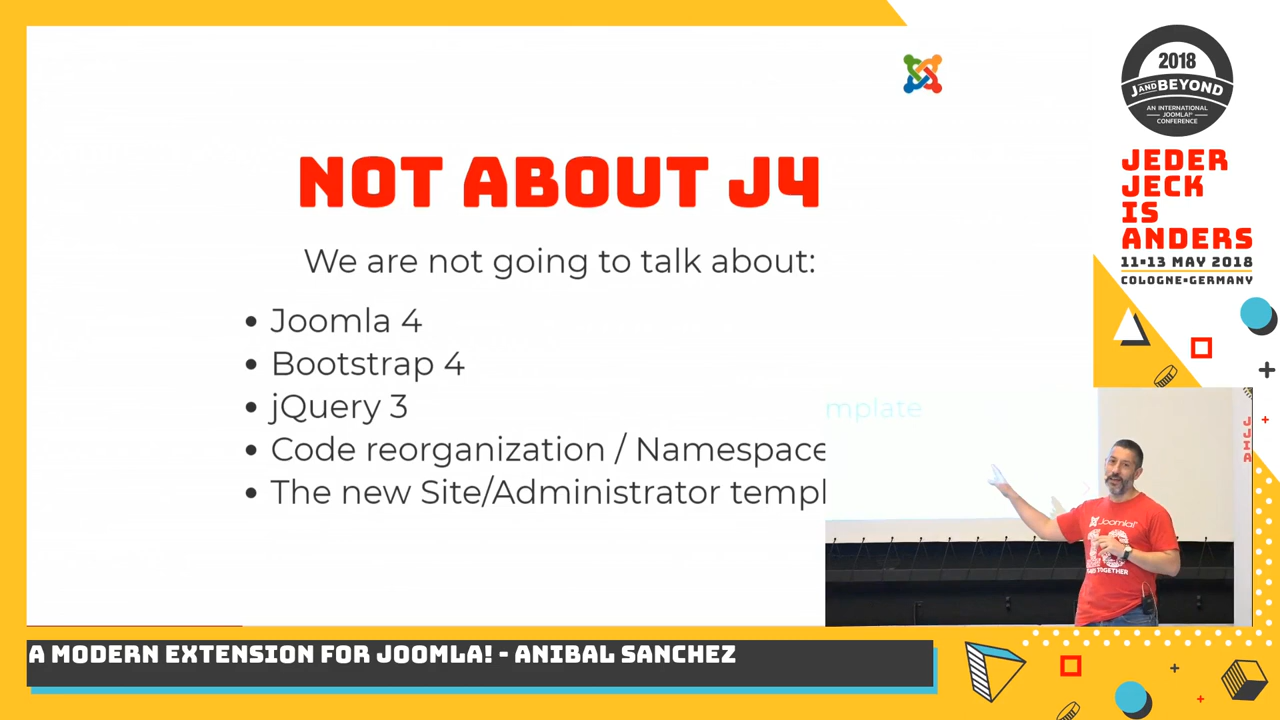 NOT ABOUT J4
We are not going to talk about:
Joomla 4
Bootstrap 4
jQuery 3
Code reorganization / Namespace
The new Site/Administrator templ
mplate
Joomla!
TOGETHER
2018
J AND BEYOND
AN INTERNATIONAL
JOOMLA!®
CONFERENCE
JEDER
JECK
IS
ANDERS
11-13 MAY 2018
COLOGNE•GERMANY
A MODERN EXTENSION FOR JOOMLA! - ANIBAL SANCHEZ